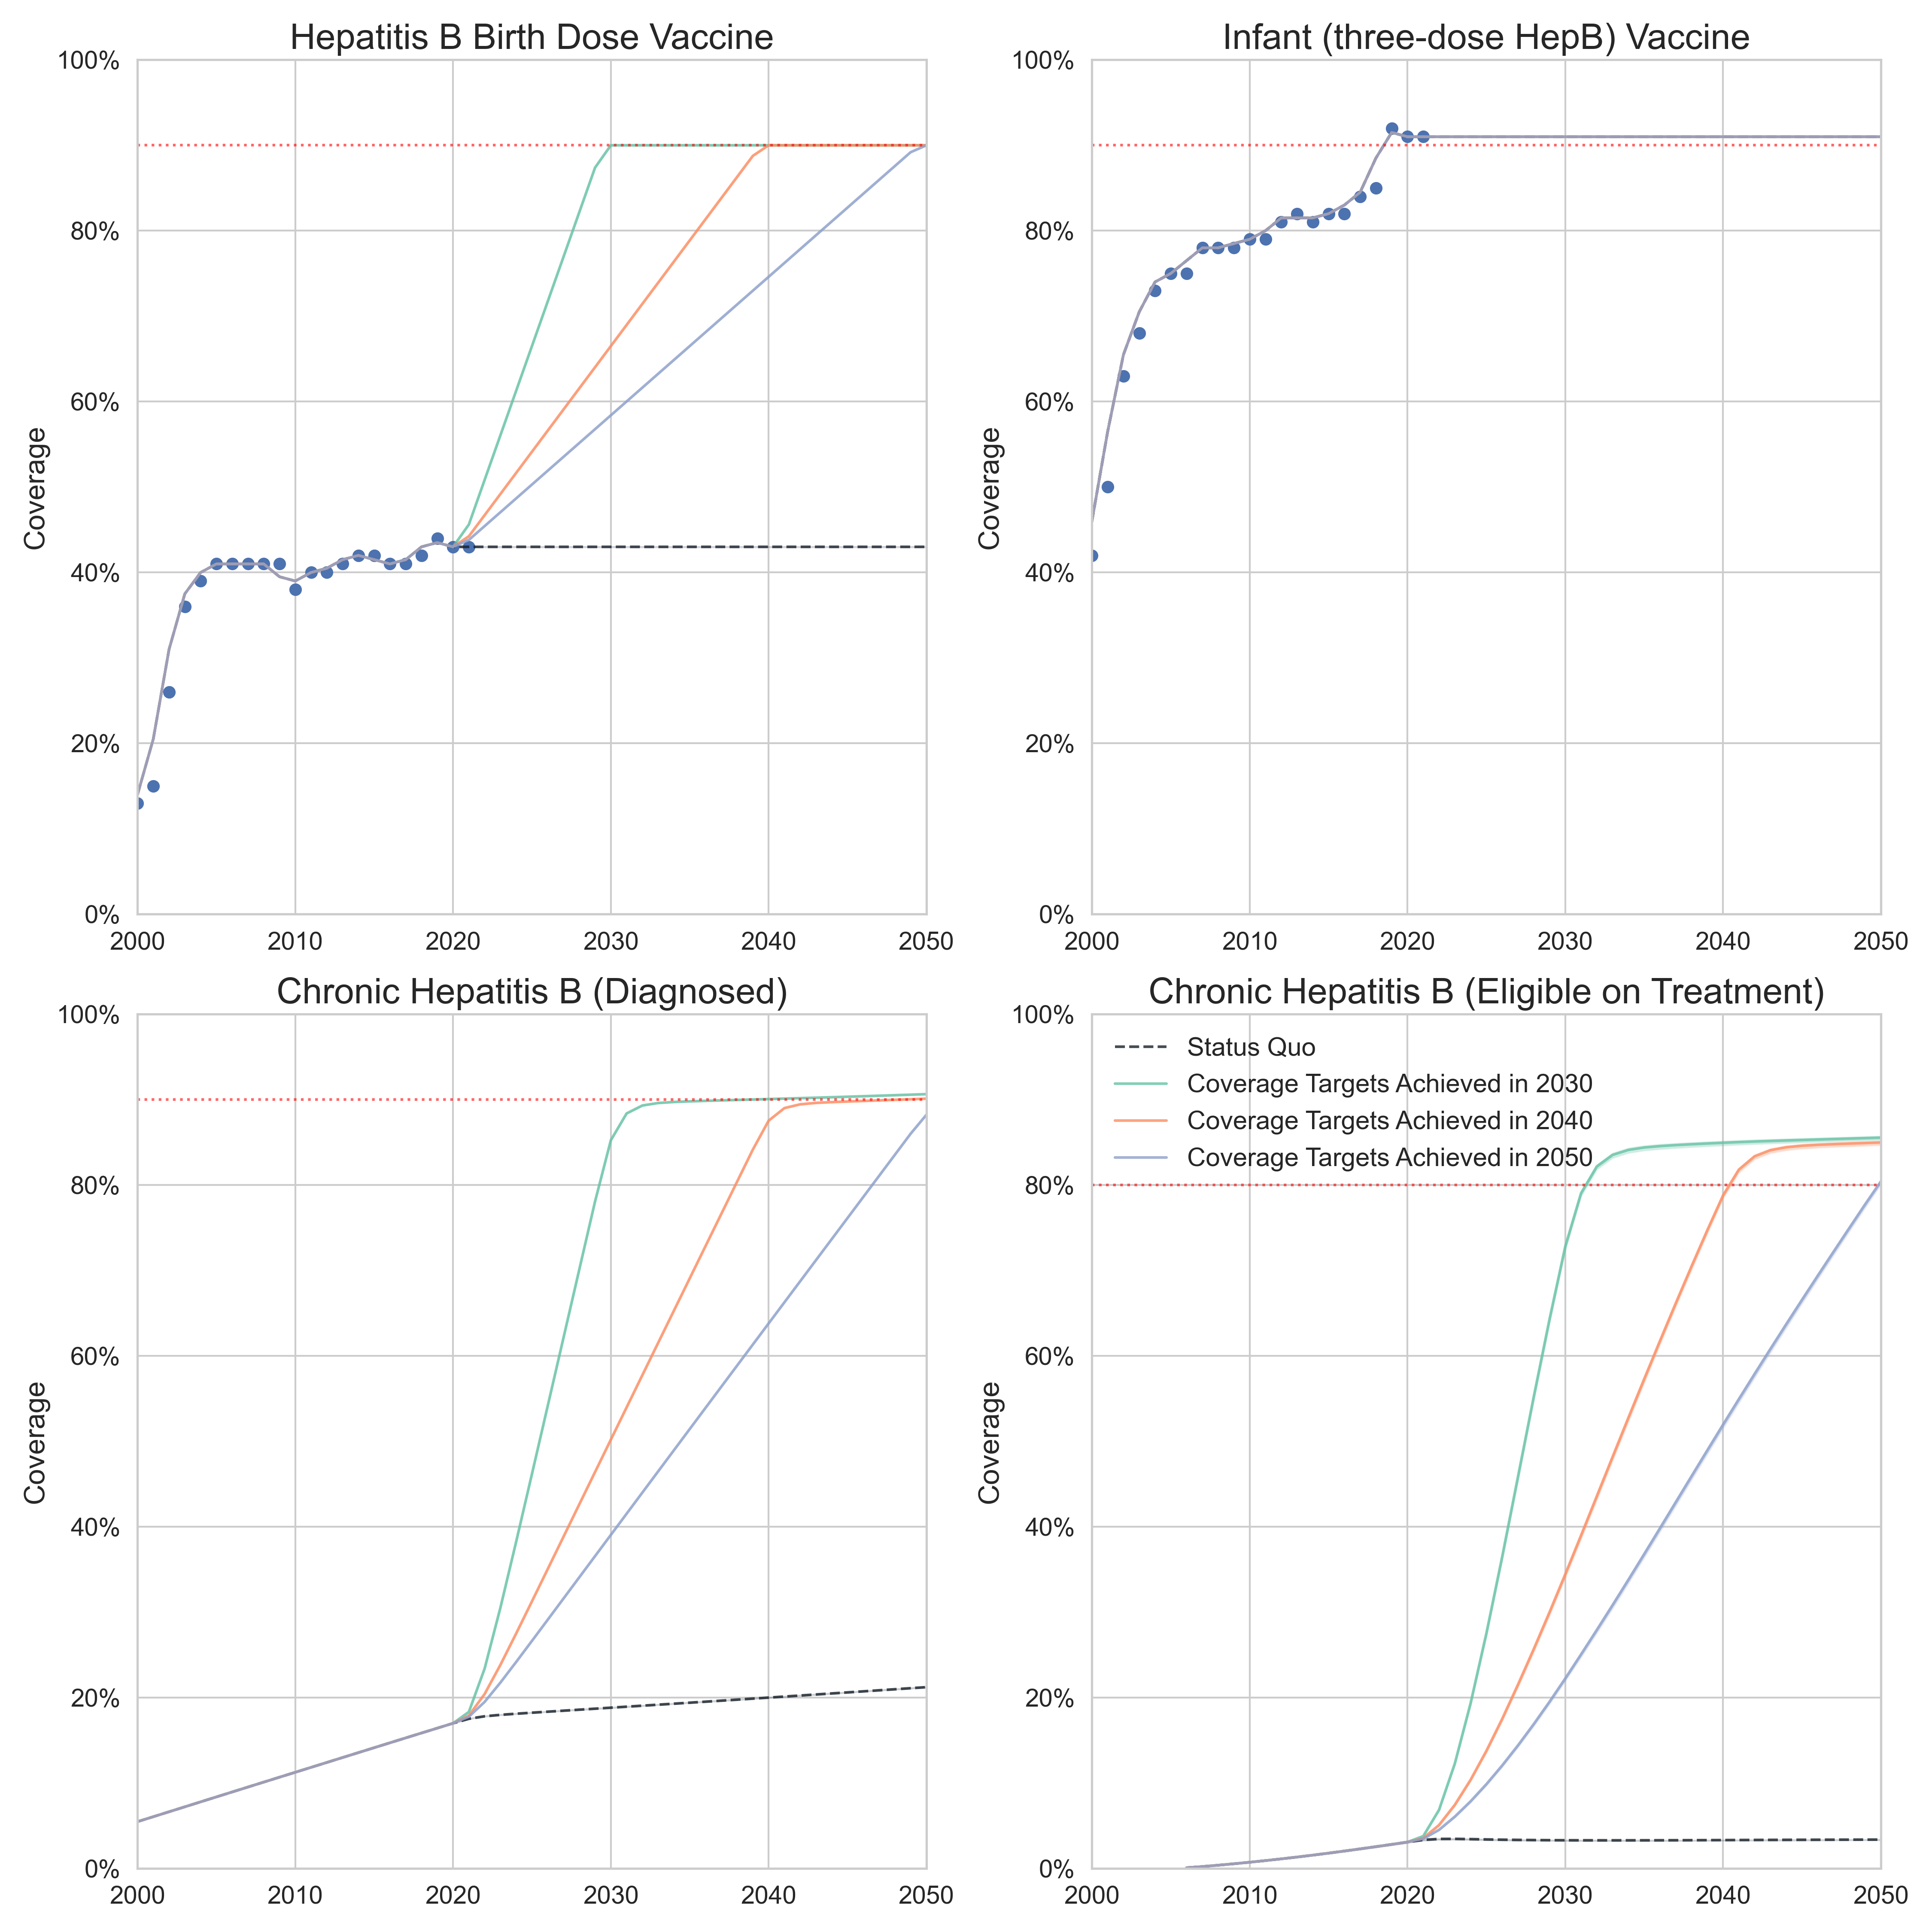 Hepatitis B Birth Dose Vaccine
100%
80%
60%
40%
20%
0%
Coverage
2000 2010 2020 2030 2040 2050
Infant (three-dose HepB) Vaccine
100%
80%
60%
40%
20%
0%
Coverage
2000 2010 2020 2030 2040 2050
Chronic Hepatitis B (Diagnosed)
100%
80%
60%
40%
20%
0%
Coverage
2000 2010 2020 2030 2040 2050
Chronic Hepatitis B (Eligible on Treatment)
100%
80%
60%
40%
20%
0%
Coverage
Status Quo
Coverage Targets Achieved in 2030
Coverage Targets Achieved in 2040
Coverage Targets Achieved in 2050
2000 2010 2020 2030 2040 2050